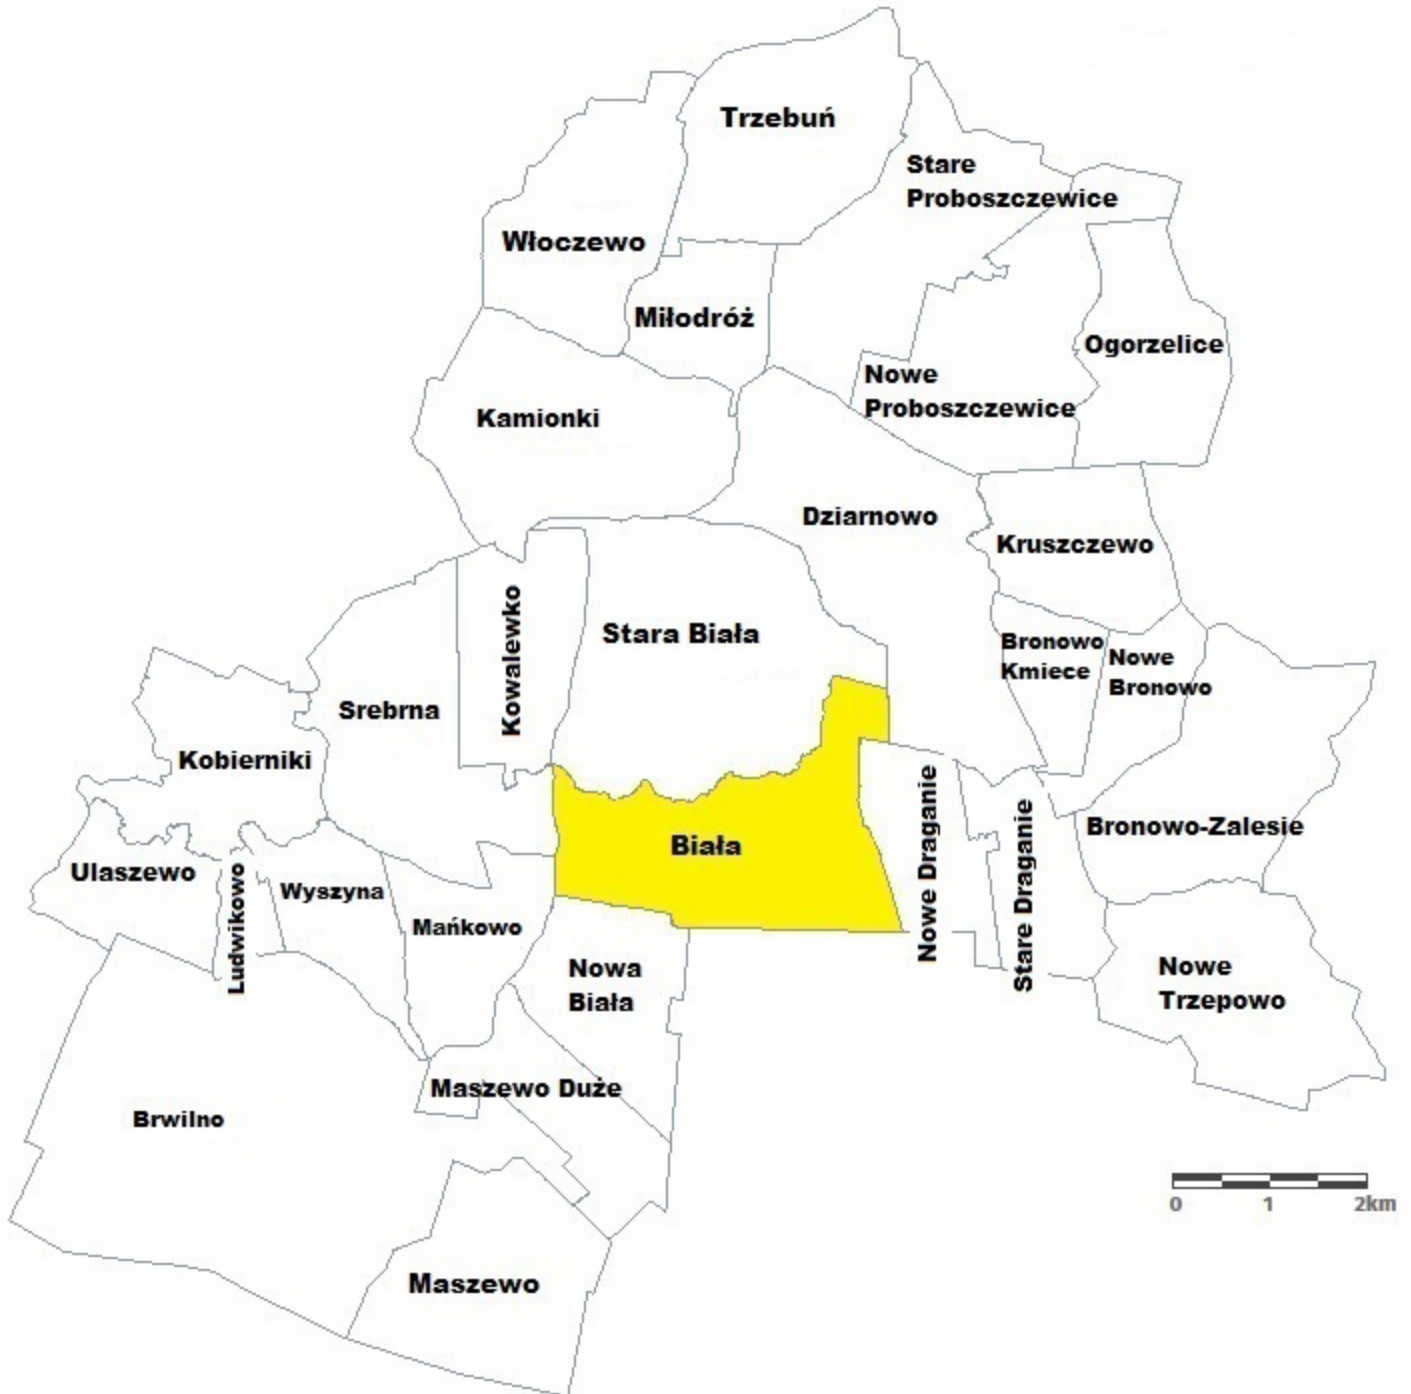 Trzebuń
Stare
Proboszczewice
Włoczewo
Miłodróż
Ogorzelice
Nowe
Proboszczewice
Kamionki
Dziarnowo
Kruszczewo
Kowalewko
Stara Biała
Bronowo
Kmiece
Nowe
Bronowo
Srebrna
Kobierniki
Nowe Draganie
Stare Draganie
Bronowo-Zalesie
Biała
Ulaszewo
Ludwikowo
Wyszyna
Mańkowo
Nowa
Biała
Nowe
Trzepowo
Maszewo Duże
Brwilno
Maszewo
0 1 2km